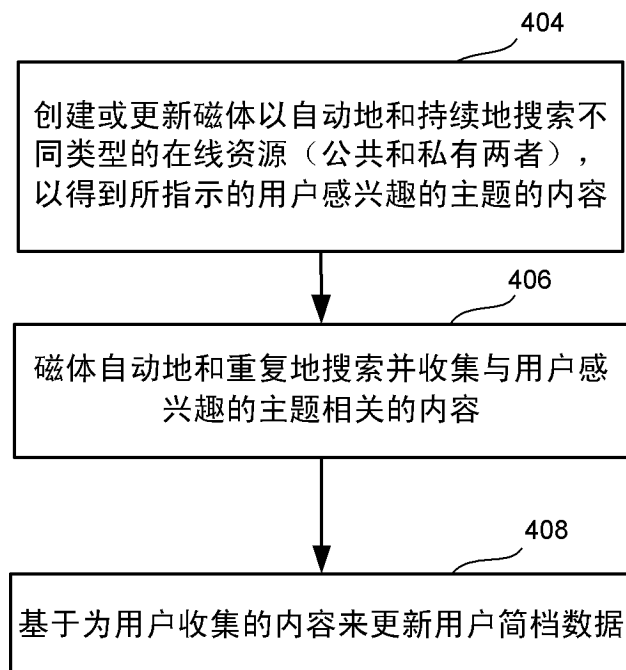 404
创建或更新磁体以自动地和持续地搜索不
同类型的在线资源（公共和私有两者），
以得到所指示的用户感兴趣的主题的内容
406
磁体自动地和重复地搜索并收集与用户感
兴趣的主题相关的内容
408
基于为用户收集的内容来更新用户简档数据